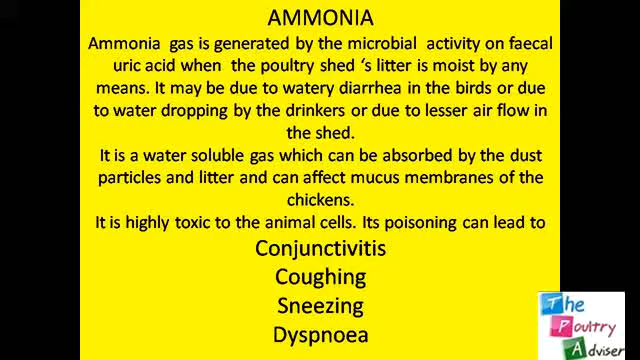 AMMONIA
Ammonia gas is generated by the microbial activity on faecal
uric acid when the poultry shed ‘s litter is moist by any
means. It may be due to watery diarrhea in the birds or due
to water dropping by the drinkers or due to lesser air flow in
the shed.
It is a water soluble gas which can be absorbed by the dust
particles and litter and can affect mucus membranes of the
chickens.
It is highly toxic to the animal cells. Its poisoning can lead to
Conjunctivitis
Coughing
Sneezing
Dyspnoea
The
Poultry
Adviser